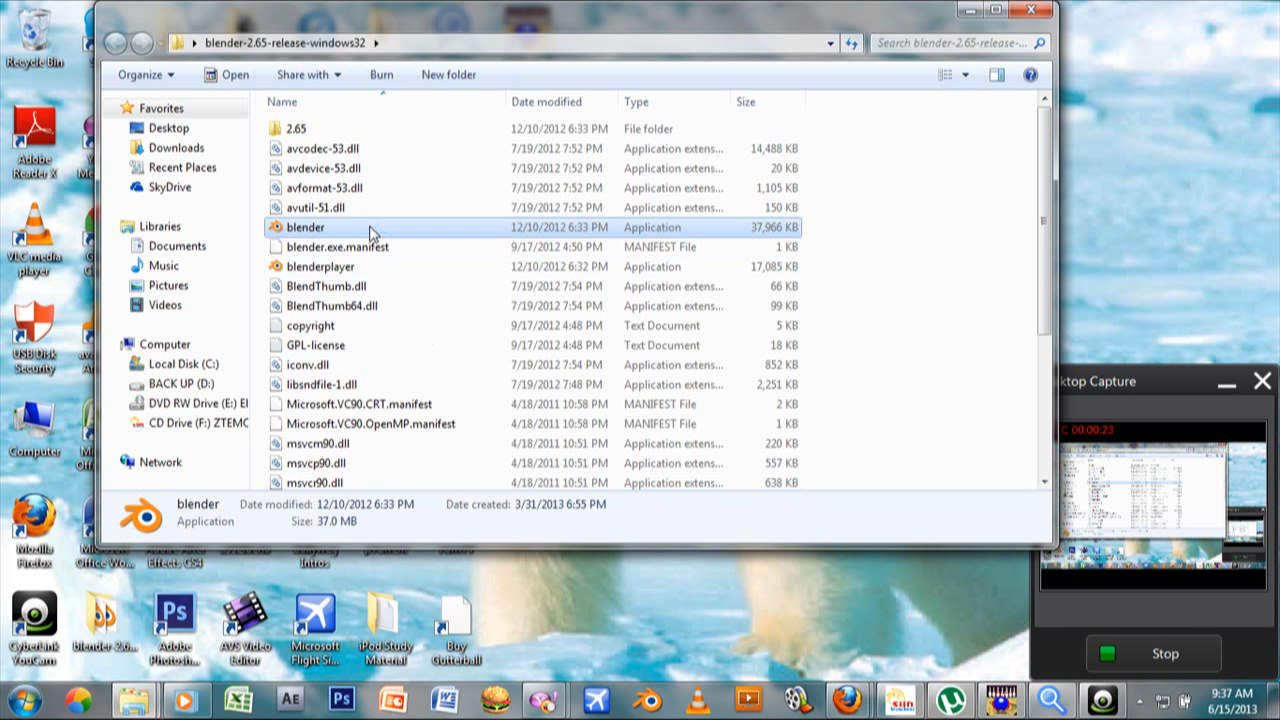 blender-2.65-release-windows32
Search blender-2.65-release-...
Organize Open Share with Burn New folder
Name Date modified Type Size
Favorites
Desktop
Downloads
Recent Places
SkyDrive
Libraries
Documents
Music
Pictures
Videos
Computer
Local Disk (C:)
BACK UP (D:)
DVD RW Drive (E:) El
CD Drive (F:) ZTEMC
Network
2.65 12/10/2012 6:33 PM File folder
avcodec-53.dll 7/19/2012 7:52 PM Application extens... 14,488 KB
avdevice-53.dll 7/19/2012 7:52 PM Application extens... 20 KB
avformat-53.dll 7/19/2012 7:52 PM Application extens... 1,105 KB
avutil-51.dll 7/19/2012 7:52 PM Application extens... 150 KB
blender 12/10/2012 6:33 PM Application 37,966 KB
blender.exe.manifest 9/17/2012 4:50 PM MANIFEST File 1 KB
blenderplayer 12/10/2012 6:32 PM Application 17,085 KB
BlendThumb.dll 7/19/2012 7:54 PM Application extens... 66 KB
BlendThumb64.dll 7/19/2012 7:54 PM Application extens... 99 KB
copyright 9/17/2012 4:48 PM Text Document 5 KB
GPL-license 9/17/2012 4:48 PM Text Document 18 KB
iconv.dll 7/19/2012 7:54 PM Application extens... 852 KB
libsndfile-1.dll 7/19/2012 7:48 PM Application extens... 2,251 KB
Microsoft.VC90.CRT.manifest 4/18/2011 10:58 PM MANIFEST File 2 KB
Microsoft.VC90.OpenMP.manifest 4/18/2011 10:58 PM MANIFEST File 1 KB
msvcm90.dll 4/18/2011 10:51 PM Application extens... 220 KB
msvcp90.dll 4/18/2011 10:51 PM Application extens... 557 KB
msvcr90.dll 4/18/2011 10:51 PM Application extens... 638 KB
blender Date modified: 12/10/2012 6:33 PM Date created: 3/31/2013 6:55 PM
Application Size: 37.0 MB
Recycle Bin
Adobe
Reader X
VLC media
player
USB Disk
Security
Computer
Mozilla
Firefox
Office Wo...
Effects CS4
Intros
CyberLink
YouCam
Blender-2.6...
Adobe
Photosh...
AVS Video
Editor
Microsoft
Flight Si...
iPod Study
Material
Buy
Gutterball
ktop Capture
C 00:00:23
Stop
9:37 AM
6/15/2013